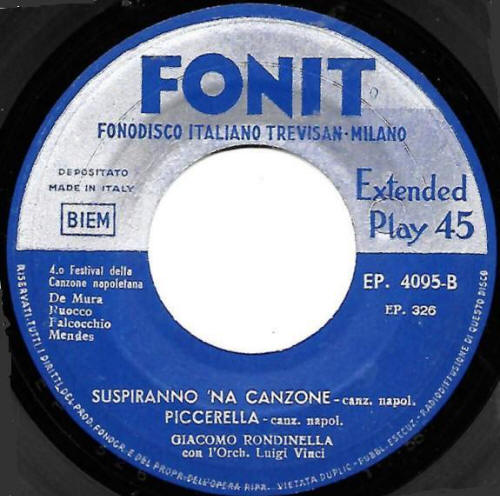 FONIT
FONODISCO ITALIANO TREVISAN-MILANO
DEPOSITATO
MADE IN ITALY
BIEM
Extended
Play 45
4.o Festival della
Canzone napoletana
De Mura
Ruocco
Falcocchio
Mendes
EP. 4095-B
EP. 326
SUSPIRANNO 'NA CANZONE - canz. napol.
PICCERELLA - canz. napol.
GIACOMO RONDINELLA
con l'Orch. Luigi Vinci
RISERVATI TUTTI I DIRITTI DEL PROD. FONOGR. E DEL PROPR. DELL'OPERA RIPR. - VIETATA DUPLIC. - PUBBL. ESECUZ. - RADIODIFFUSIONE DI QUESTO DISCO